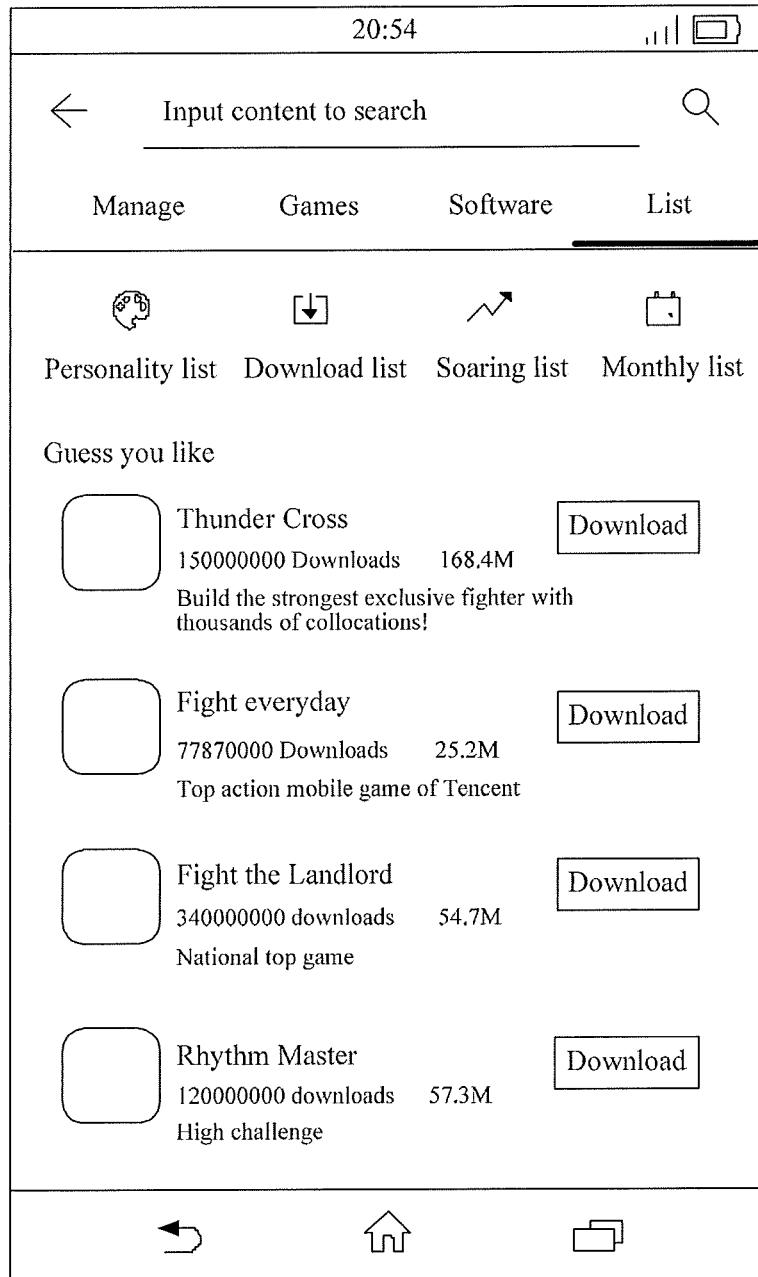 20:54
Input content to search
Manage Games Software List
Personality list Download list Soaring list Monthly list
Guess you like
Thunder Cross Download
150000000 Downloads 168.4M
Build the strongest exclusive fighter with
thousands of collocations!
Fight everyday Download
77870000 Downloads 25.2M
Top action mobile game of Tencent
Fight the Landlord Download
340000000 downloads 54.7M
National top game
Rhythm Master Download
120000000 downloads 57.3M
High challenge